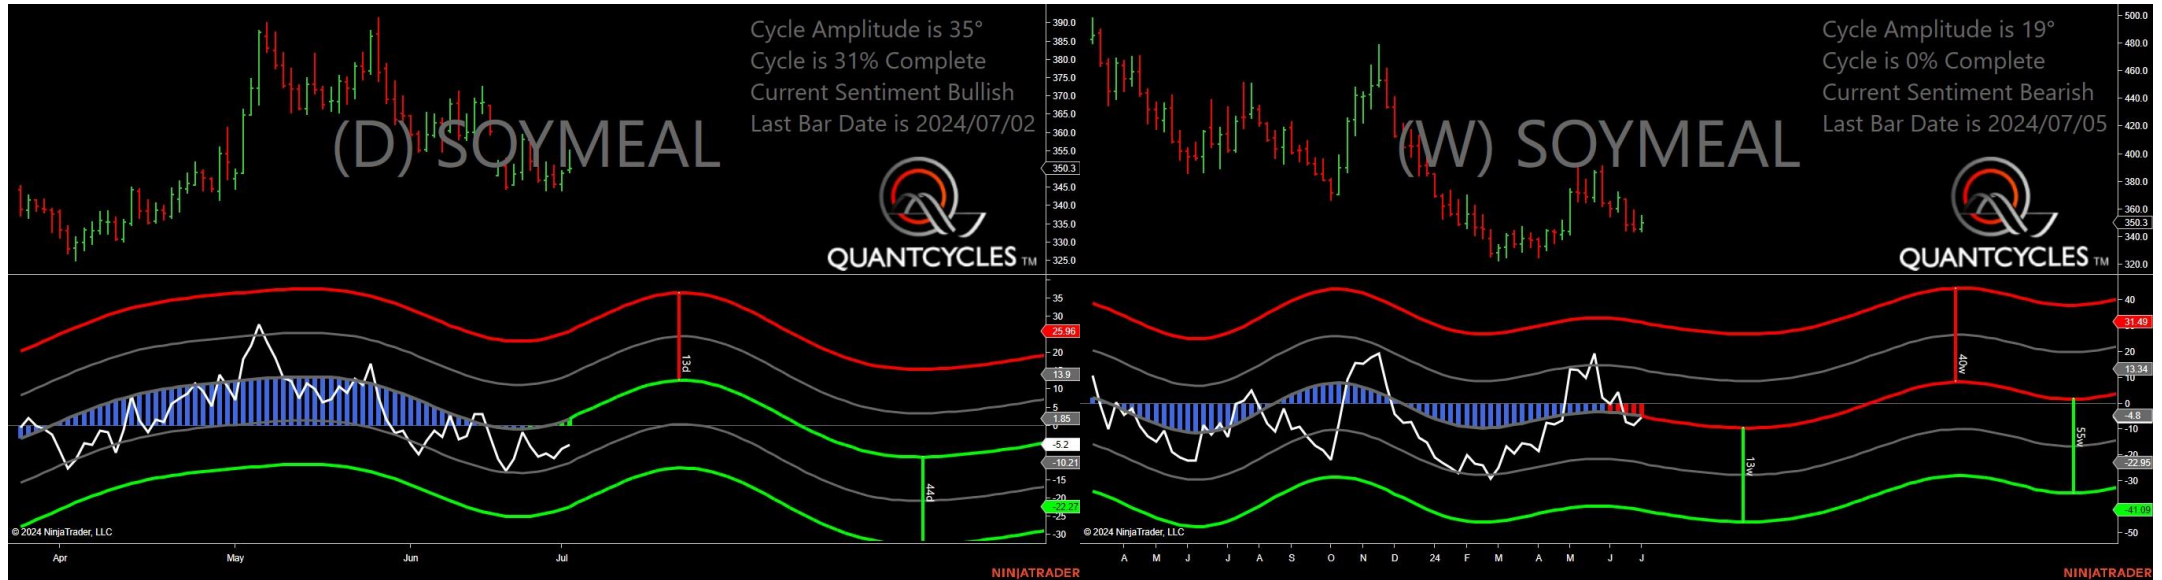 Cycle Amplitude is 35°
Cycle is 31% Complete
Current Sentiment Bullish
Last Bar Date is 2024/07/02
(D) SOYMEAL
QUANTCYCLES TM
390.0
385.0
380.0
375.0
370.0
365.0
360.0
355.0
350.3
345.0
340.0
335.0
330.0
325.0
35
30
25.96
20
13.9
10
5
1.85
0
-5.2
-10.21
-15
-20
-22.27
-25
-30
13d
44d
© 2024 NinjaTrader, LLC
Apr May Jun Jul
NINJATRADER
Cycle Amplitude is 19°
Cycle is 0% Complete
Current Sentiment Bearish
Last Bar Date is 2024/07/05
(W) SOYMEAL
QUANTCYCLES TM
500.0
480.0
460.0
440.0
420.0
400.0
380.0
360.0
350.3
340.0
320.0
40
31.49
20
13.34
10
0
-4.8
-10
-20
-22.95
-30
-41.09
-50
40w
13w
55w
© 2024 NinjaTrader, LLC
A M J J A S O N D 24 F M A M J J
NINJATRADER